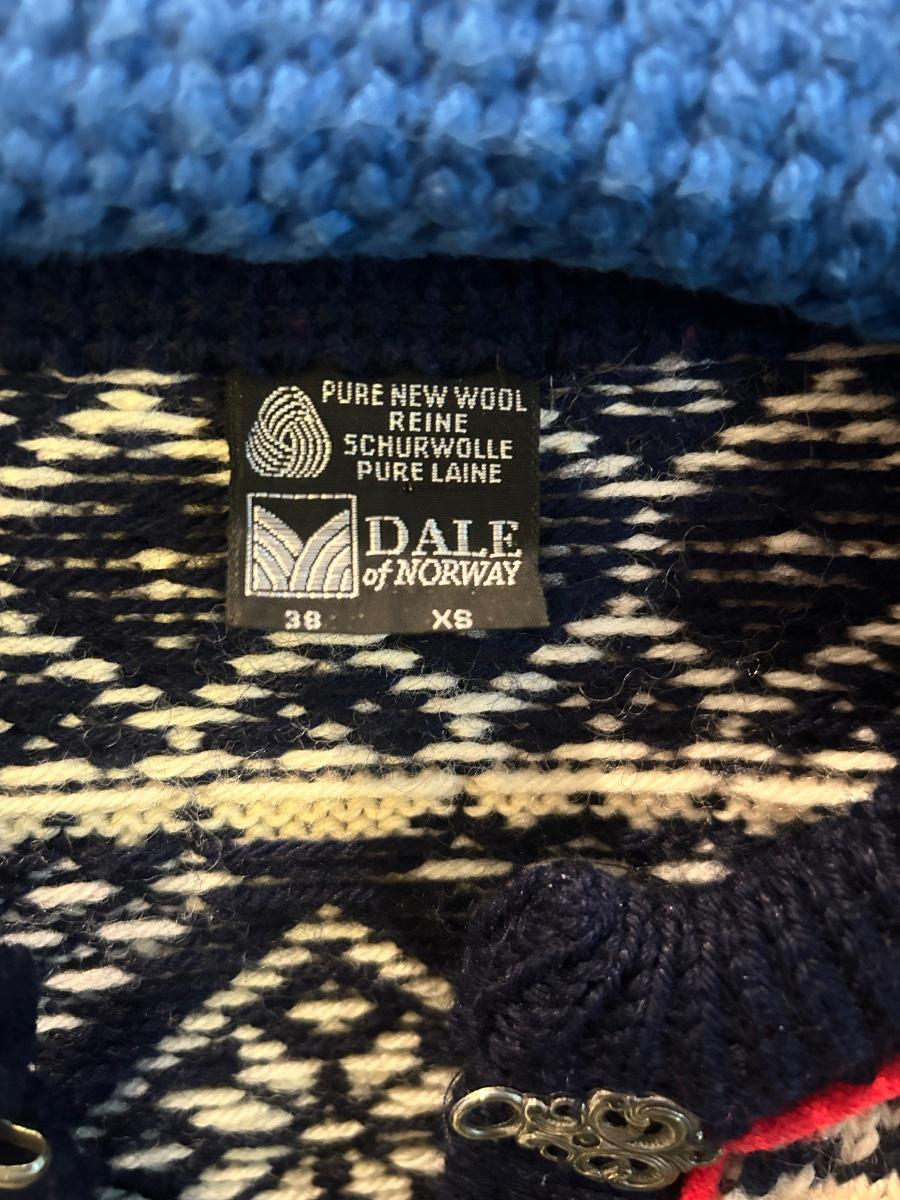 PURE NEW WOOL
REINE
SCHURWOLLE
PURE LAINE
DALE
of NORWAY
38 XS